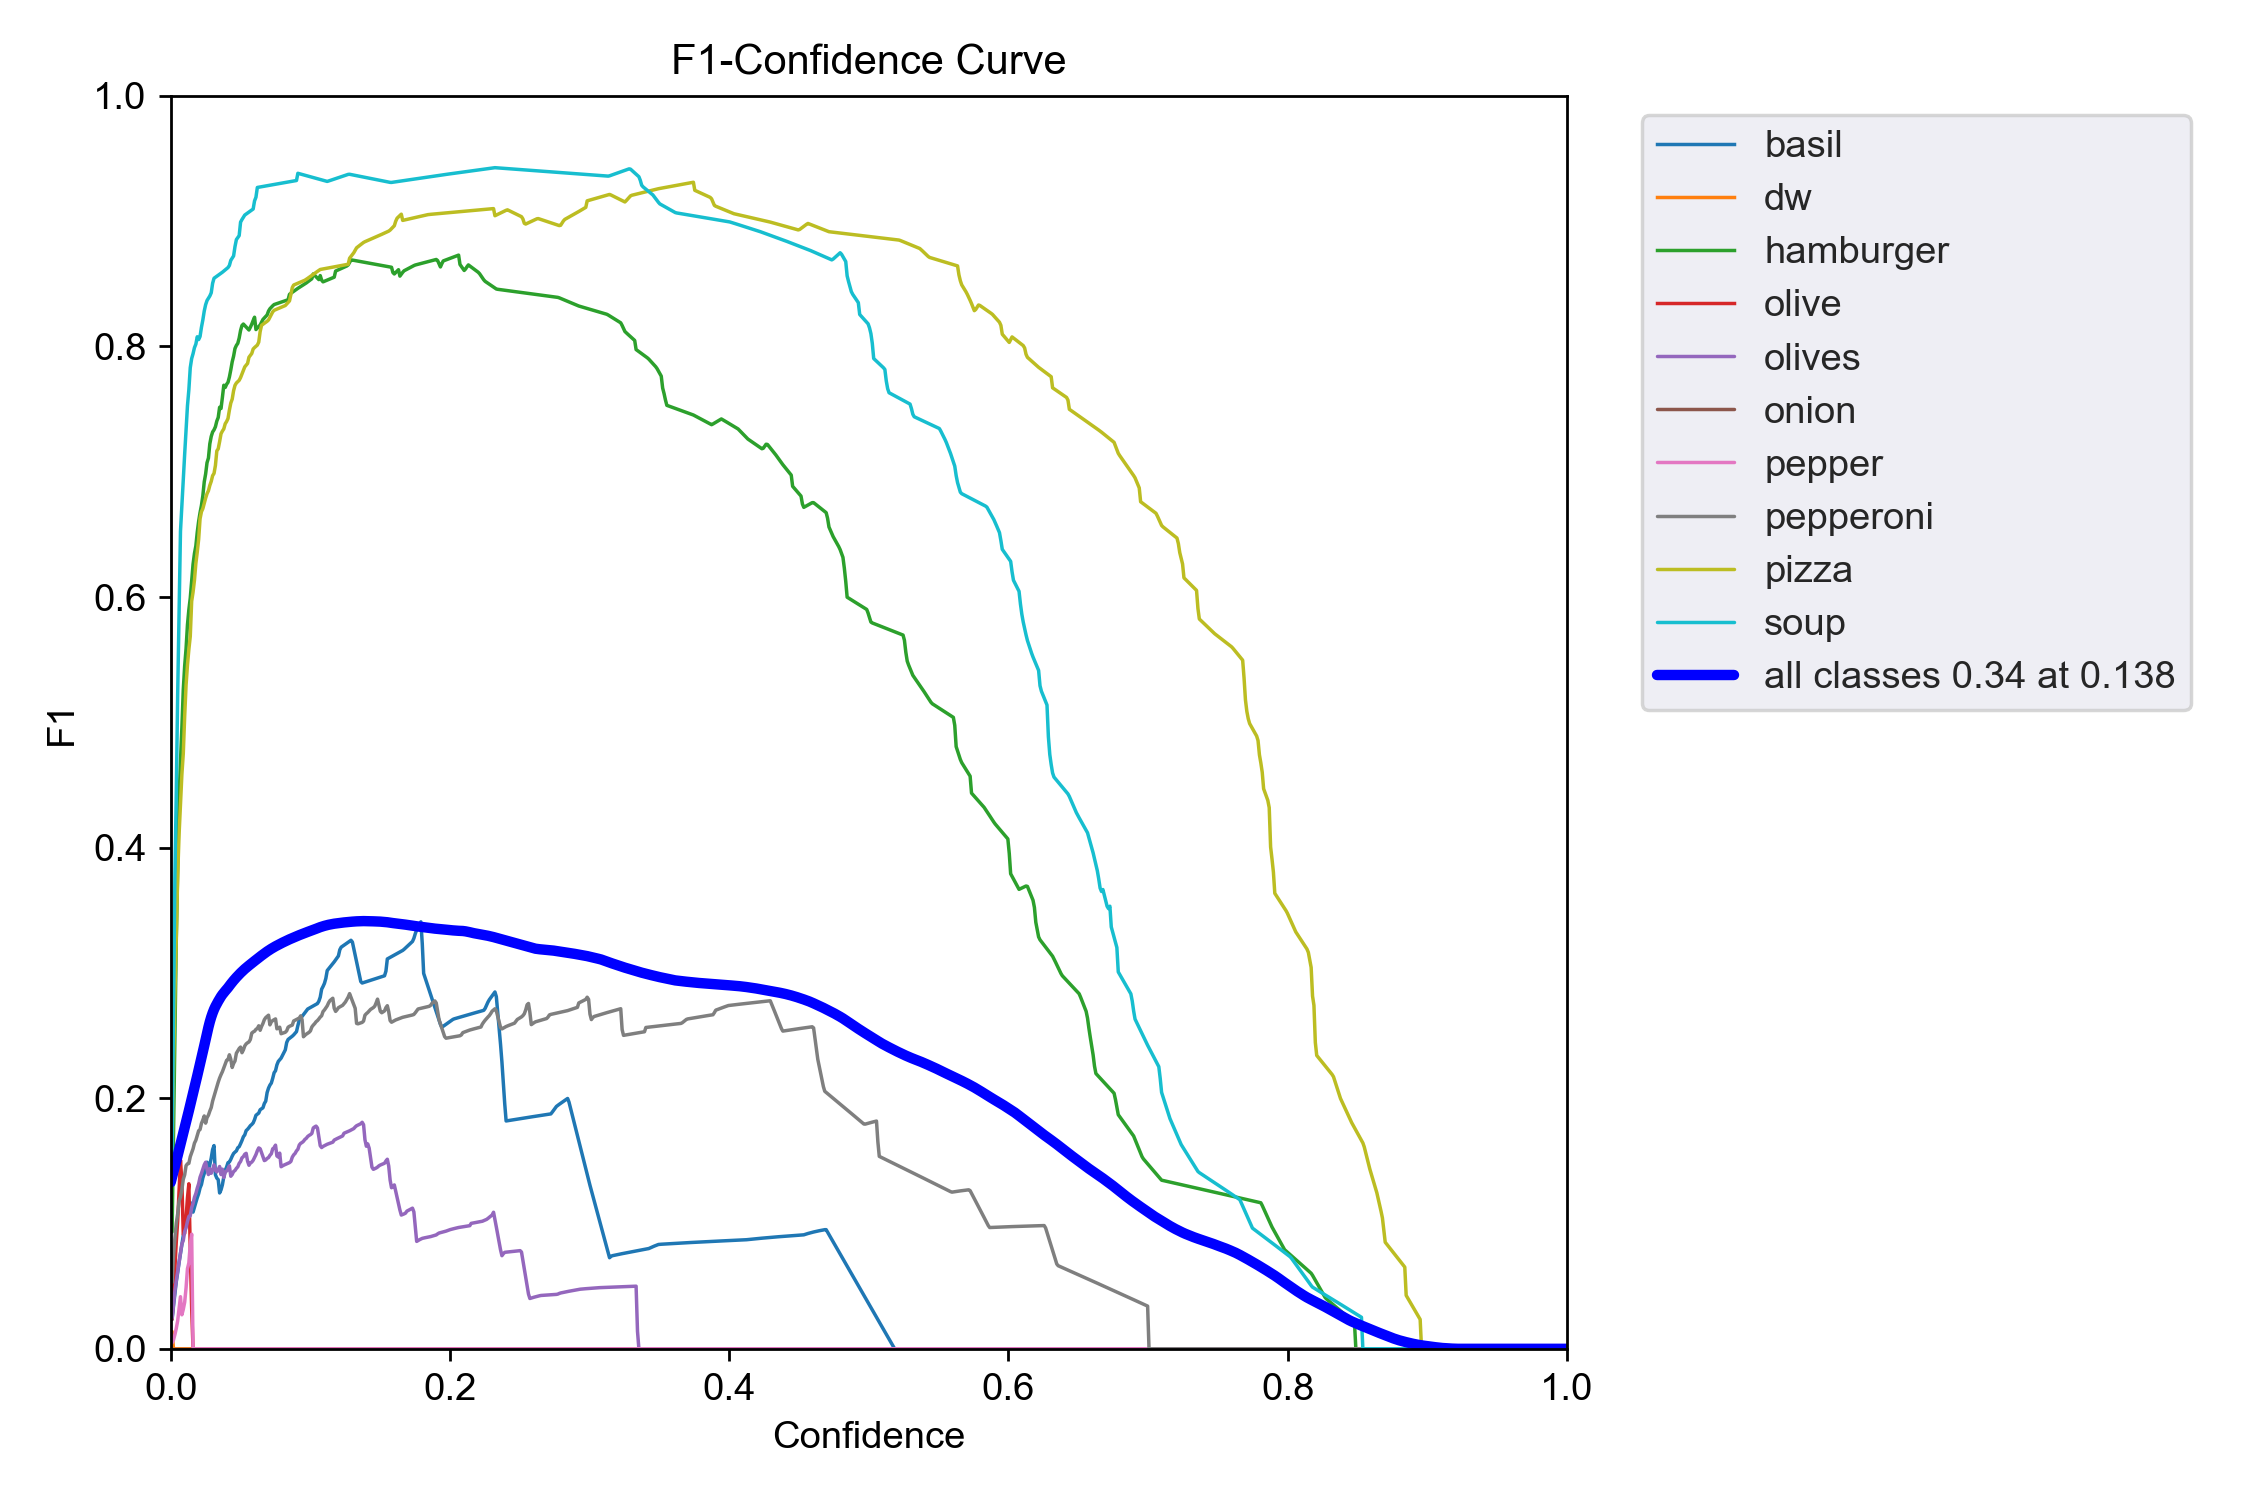 F1-Confidence Curve
1.0
0.8
0.6
0.4
0.2
0.0
F1
0.0 0.2 0.4 0.6 0.8 1.0
Confidence
basil
dw
hamburger
olive
olives
onion
pepper
pepperoni
pizza
soup
all classes 0.34 at 0.138